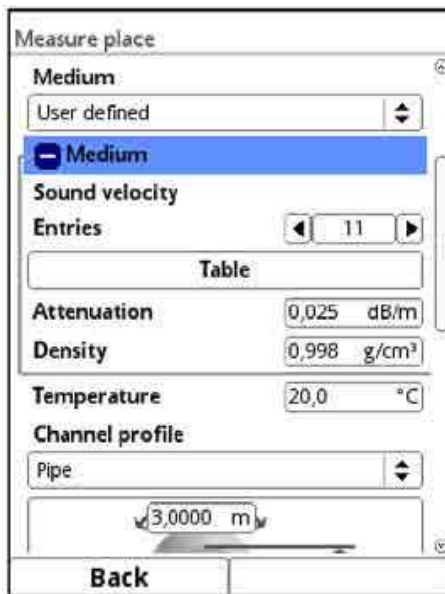 Measure place
Medium
User defined
Medium
Sound velocity
Entries 11
Table
Attenuation 0,025 dB/m
Density 0,998 g/cm³
Temperature 20,0 °C
Channel profile
Pipe
3,0000 m
Back